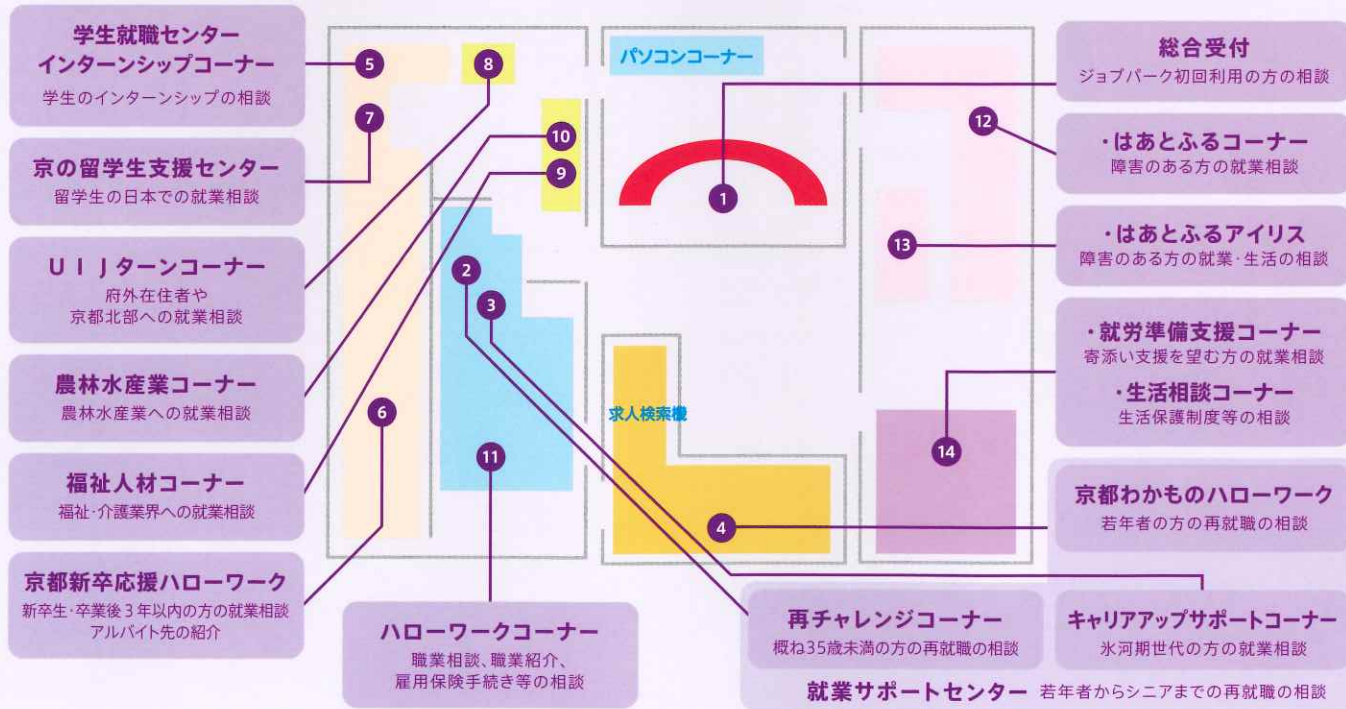 学生就職センター
インターンシップコーナー
学生のインターンシップの相談
京の留学生支援センター
留学生の日本での就業相談
ＵＩＪターンコーナー
府外在住者や
京都北部への就業相談
農林水産業コーナー
農林水産業への就業相談
福祉人材コーナー
福祉・介護業界への就業相談
京都新卒応援ハローワーク
新卒生・卒業後３年以内の方の就業相談
アルバイト先の紹介
5
8
7
10
9
2
3
6
11
パソコンコーナー
1
求人検索機
4
12
13
14
総合受付
ジョブパーク初回利用の方の相談
・はあとふるコーナー
障害のある方の就業相談
・はあとふるアイリス
障害のある方の就業・生活の相談
・就労準備支援コーナー
寄添い支援を望む方の就業相談
・生活相談コーナー
生活保護制度等の相談
京都わかものハローワーク
若年者の方の再就職の相談
ハローワークコーナー
職業相談、職業紹介、
雇用保険手続き等の相談
再チャレンジコーナー
概ね35歳未満の方の再就職の相談
キャリアアップサポートコーナー
氷河期世代の方の就業相談
就業サポートセンター 若年者からシニアまでの再就職の相談